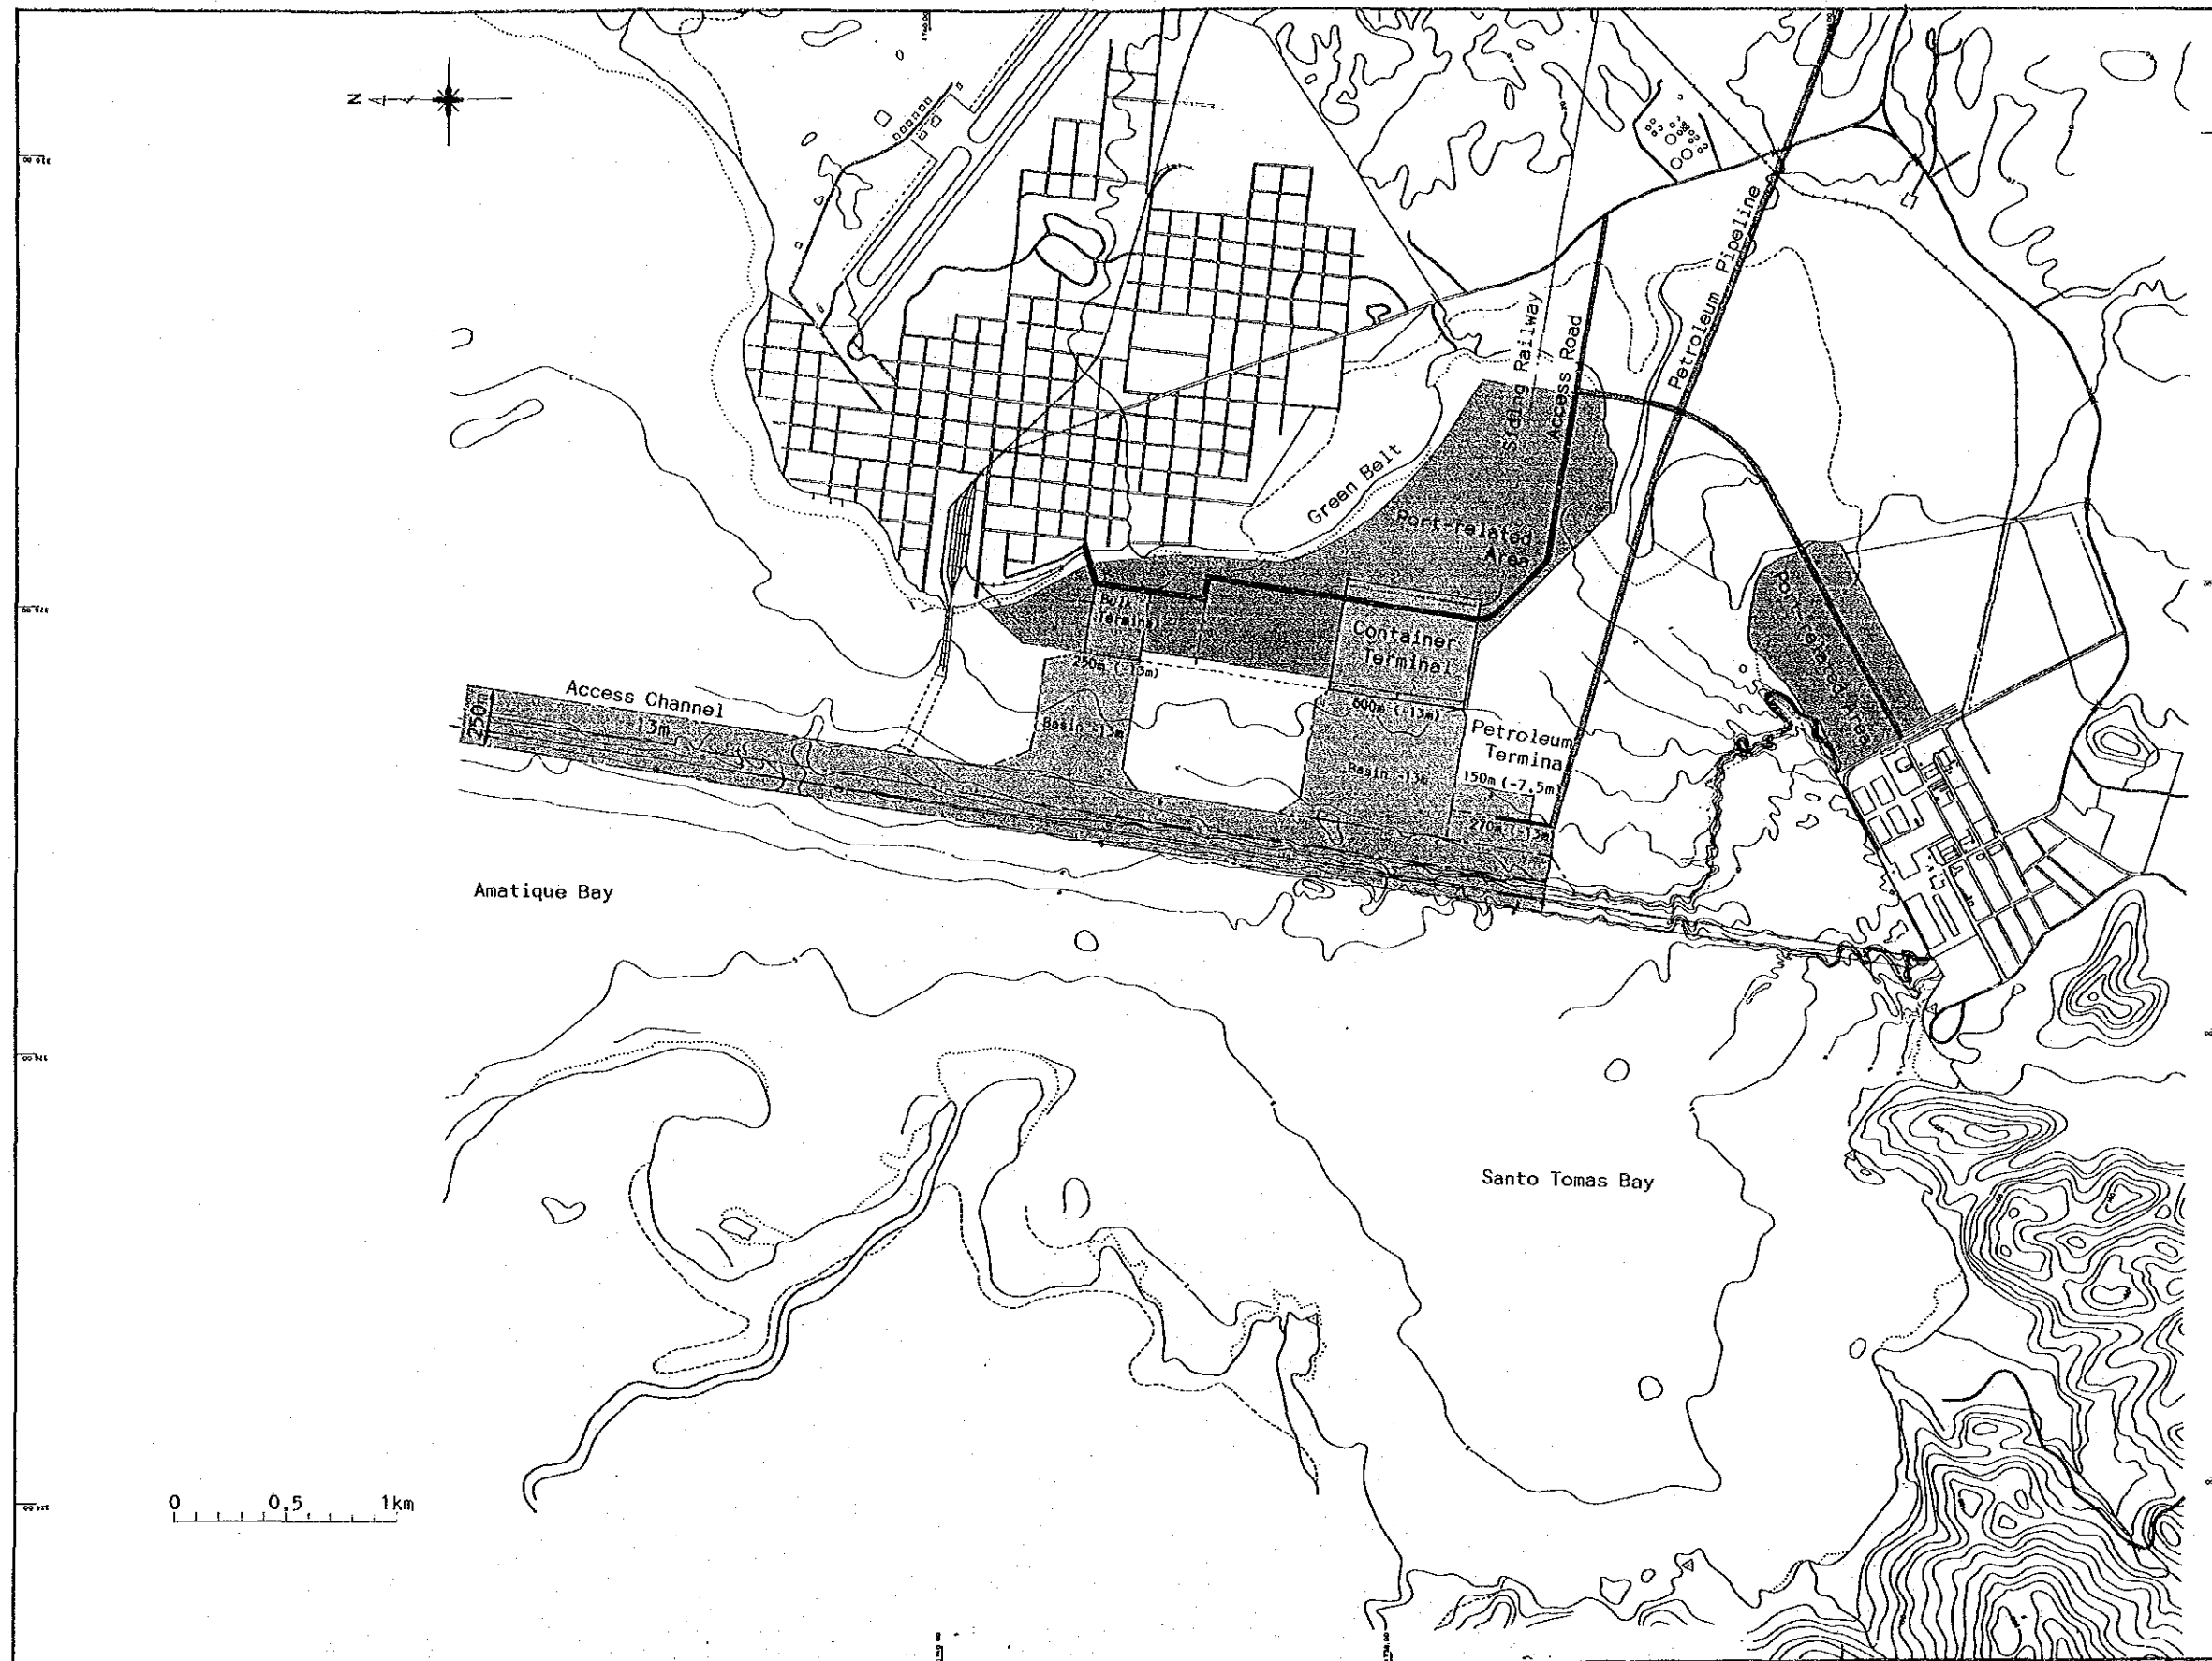 N
Siding Railway
Access Road
Petroleum Pipeline
Green Belt
Port-related
Area
Port-related Area
Bulk
Terminal
250m (-13m)
Container
Terminal
600m (-13m)
Access Channel
-13m
250m
Basin -13m
Basin -13m
Petroleum
Terminal
150m (-7.5m)
270m (-13m)
Amatique Bay
Santo Tomas Bay
0 0.5 1km